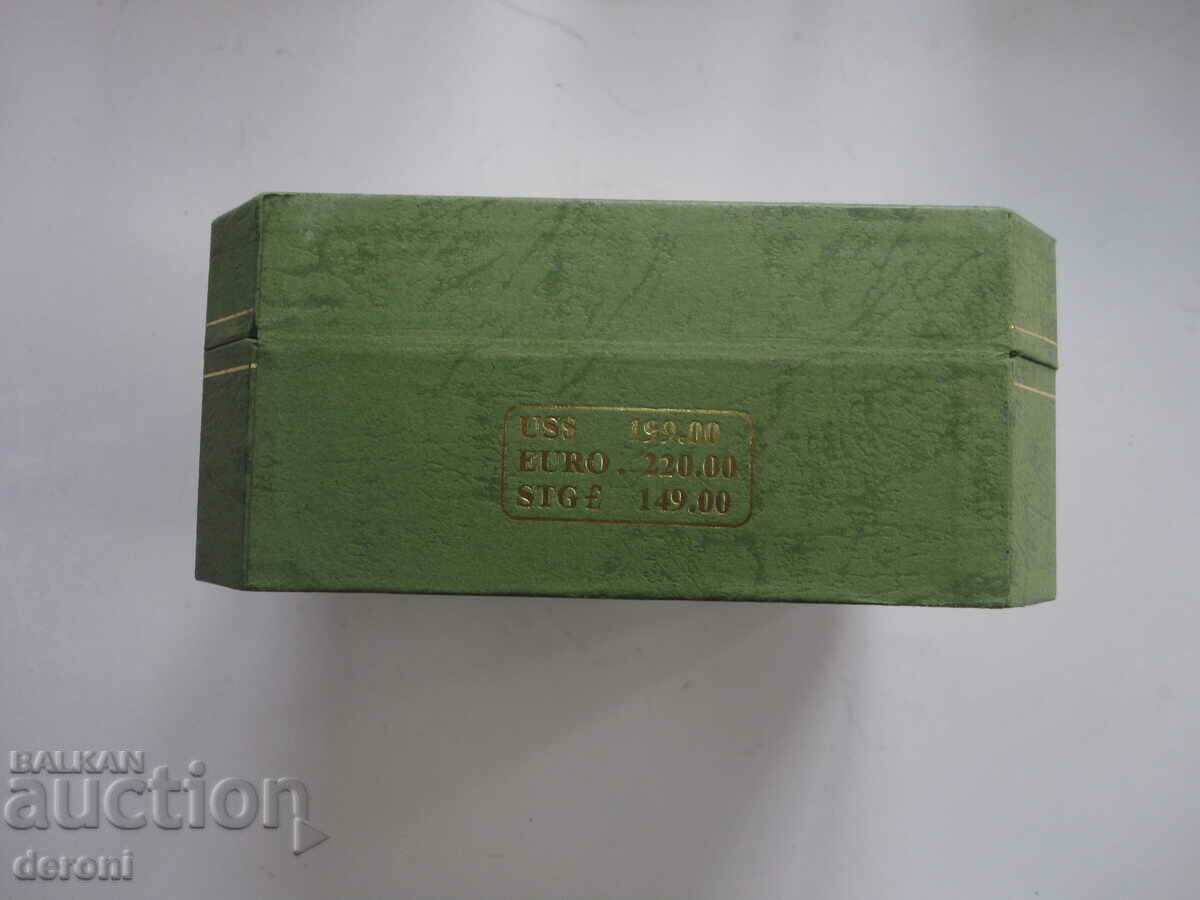 US$ 199.00
EURO. 220.00
STG£ 149.00
BALKAN
auction
deroni